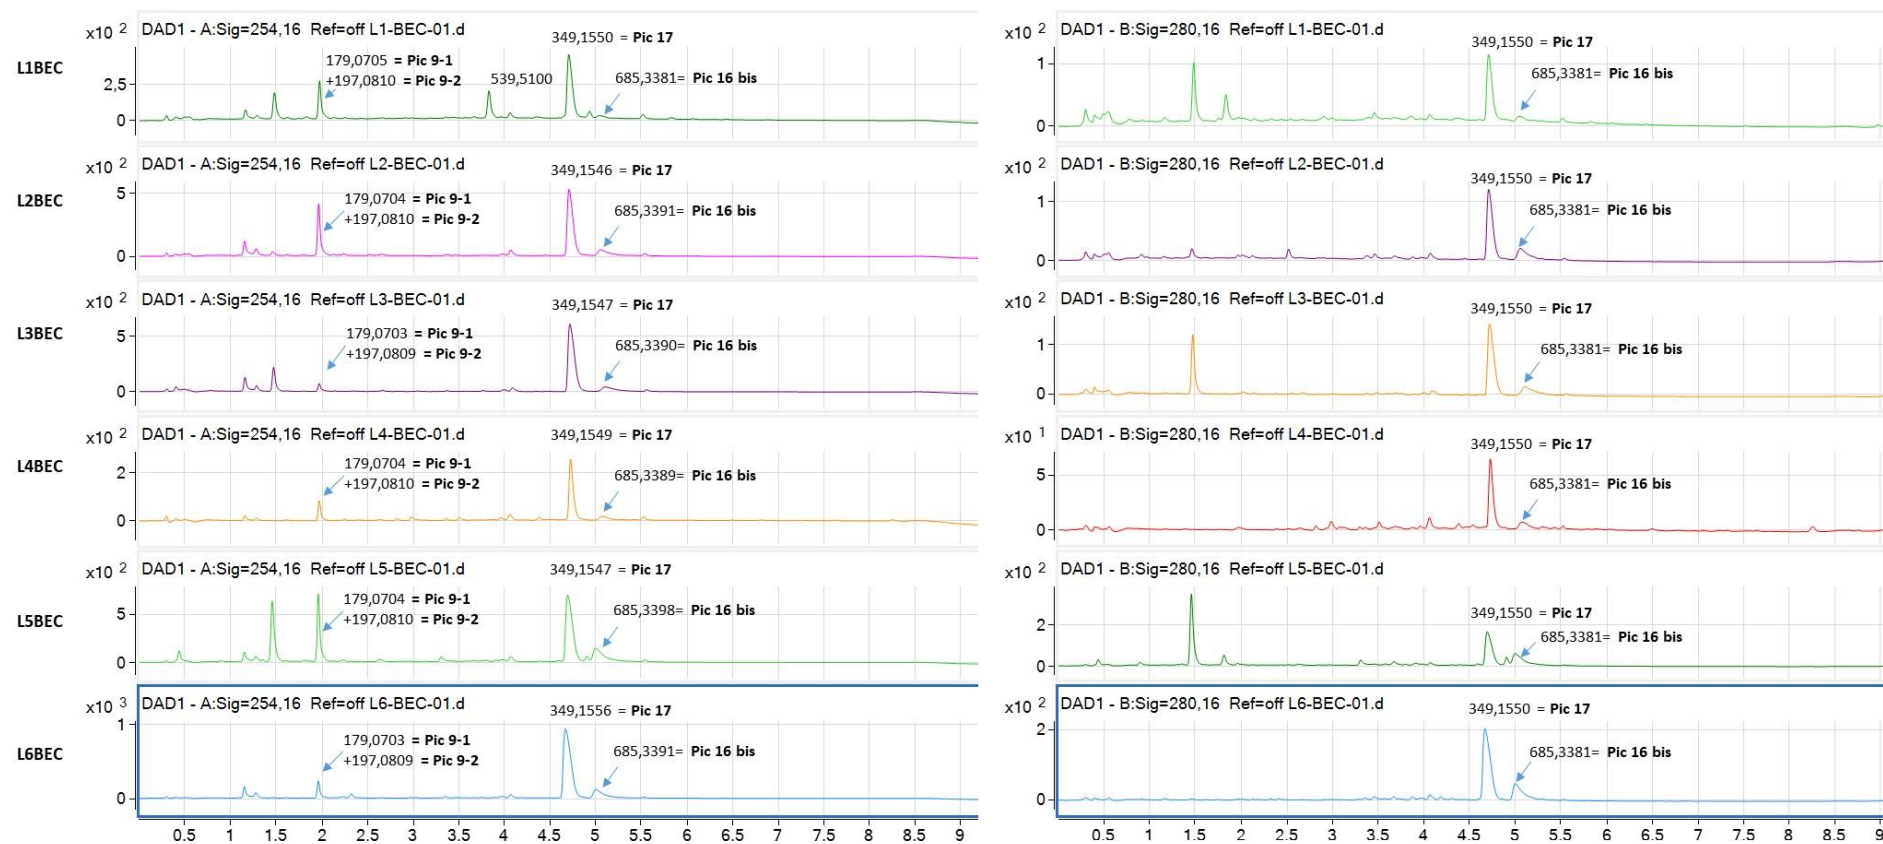 x10 2 DAD1 - A:Sig=254,16 Ref=off L1-BEC-01.d
L1BEC
349,1550 = Pic 17
179,0705 = Pic 9-1
+197,0810 = Pic 9-2
539,5100
685,3381= Pic 16 bis
2,5
0
x10 2 DAD1 - A:Sig=254,16 Ref=off L2-BEC-01.d
L2BEC
349,1546 = Pic 17
179,0704 = Pic 9-1
+197,0810 = Pic 9-2
685,3391= Pic 16 bis
5
0
x10 2 DAD1 - A:Sig=254,16 Ref=off L3-BEC-01.d
L3BEC
349,1547 = Pic 17
179,0703 = Pic 9-1
+197,0809 = Pic 9-2
685,3390= Pic 16 bis
5
0
x10 2 DAD1 - A:Sig=254,16 Ref=off L4-BEC-01.d
L4BEC
349,1549 = Pic 17
179,0704 = Pic 9-1
+197,0810 = Pic 9-2
685,3389= Pic 16 bis
2
0
x10 2 DAD1 - A:Sig=254,16 Ref=off L5-BEC-01.d
L5BEC
349,1547 = Pic 17
179,0704 = Pic 9-1
+197,0810 = Pic 9-2
685,3398= Pic 16 bis
5
0
x10 3 DAD1 - A:Sig=254,16 Ref=off L6-BEC-01.d
L6BEC
349,1556 = Pic 17
179,0703 = Pic 9-1
+197,0809 = Pic 9-2
685,3391= Pic 16 bis
1
0
0.5 1 1.5 2 2.5 3 3.5 4 4.5 5 5.5 6 6.5 7 7.5 8 8.5 9
x10 2 DAD1 - B:Sig=280,16 Ref=off L1-BEC-01.d
349,1550 = Pic 17
685,3381= Pic 16 bis
1
0
x10 2 DAD1 - B:Sig=280,16 Ref=off L2-BEC-01.d
349,1550 = Pic 17
685,3381= Pic 16 bis
1
0
x10 2 DAD1 - B:Sig=280,16 Ref=off L3-BEC-01.d
349,1550 = Pic 17
685,3381= Pic 16 bis
1
0
x10 1 DAD1 - B:Sig=280,16 Ref=off L4-BEC-01.d
349,1550 = Pic 17
685,3381= Pic 16 bis
5
0
x10 2 DAD1 - B:Sig=280,16 Ref=off L5-BEC-01.d
349,1550 = Pic 17
685,3381= Pic 16 bis
2
0
x10 2 DAD1 - B:Sig=280,16 Ref=off L6-BEC-01.d
349,1550 = Pic 17
685,3381= Pic 16 bis
2
0
0.5 1 1.5 2 2.5 3 3.5 4 4.5 5 5.5 6 6.5 7 7.5 8 8.5 9